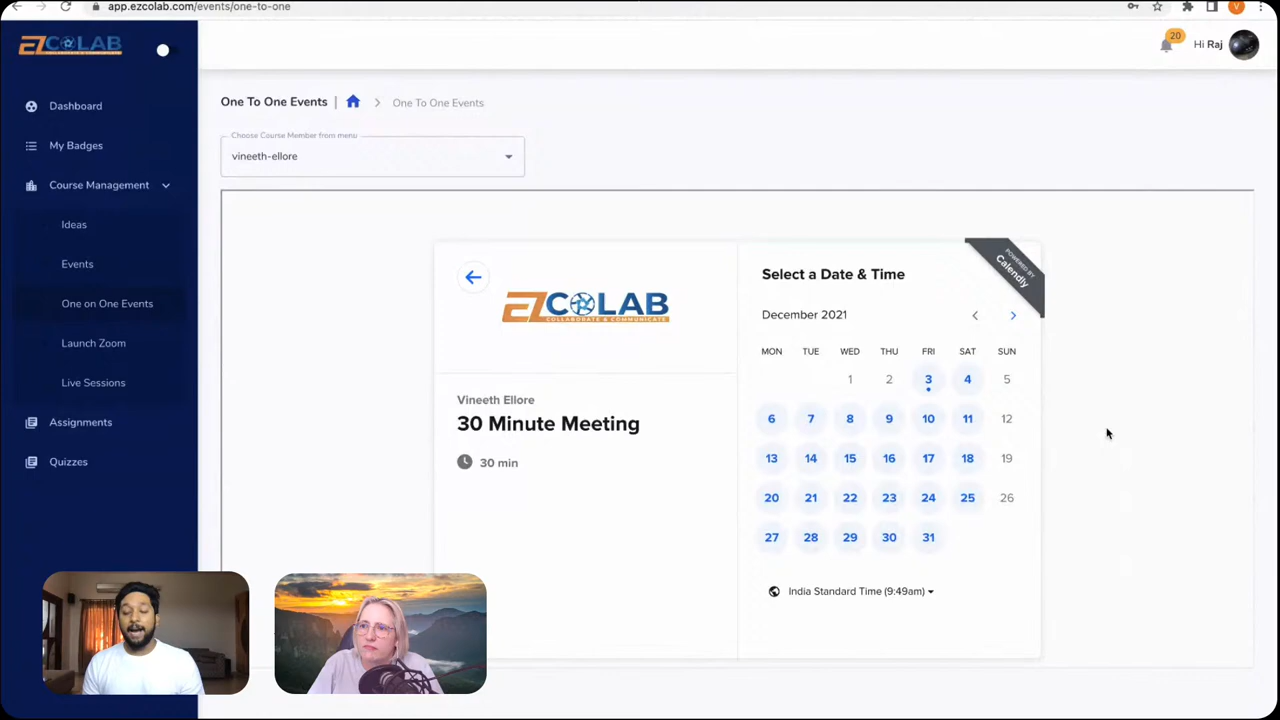 app.ezcolab.com/events/one-to-one
EZCOLAB
20
Hi Raj
Dashboard
My Badges
Course Management
Ideas
Events
One on One Events
Launch Zoom
Live Sessions
Assignments
Quizzes
One To One Events | > One To One Events
Choose Course Member from menu
vineeth-ellore
EZCOLAB
COLLABORATE & COMMUNICATE
Vineeth Ellore
30 Minute Meeting
30 min
POWERED BY
Calendly
Select a Date & Time
December 2021
MON TUE WED THU FRI SAT SUN
1 2 3 4 5
6 7 8 9 10 11 12
13 14 15 16 17 18 19
20 21 22 23 24 25 26
27 28 29 30 31
India Standard Time (9:49am)
V